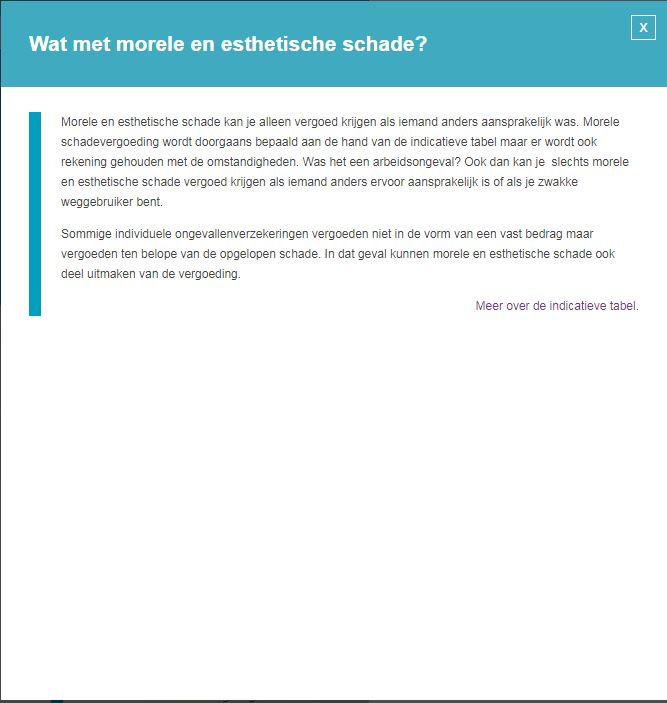 Wat met morele en esthetische schade?
X
Morele en esthetische schade kan je alleen vergoed krijgen als iemand anders aansprakelijk was. Morele
schadevergoeding wordt doorgaans bepaald aan de hand van de indicatieve tabel maar er wordt ook
rekening gehouden met de omstandigheden. Was het een arbeidsongeval? Ook dan kan je  slechts morele
en esthetische schade vergoed krijgen als iemand anders ervoor aansprakelijk is of als je zwakke
weggebruiker bent.
Sommige individuele ongevallenverzekeringen vergoeden niet in de vorm van een vast bedrag maar
vergoeden ten belope van de opgelopen schade. In dat geval kunnen morele en esthetische schade ook
deel uitmaken van de vergoeding.
Meer over de indicatieve tabel.